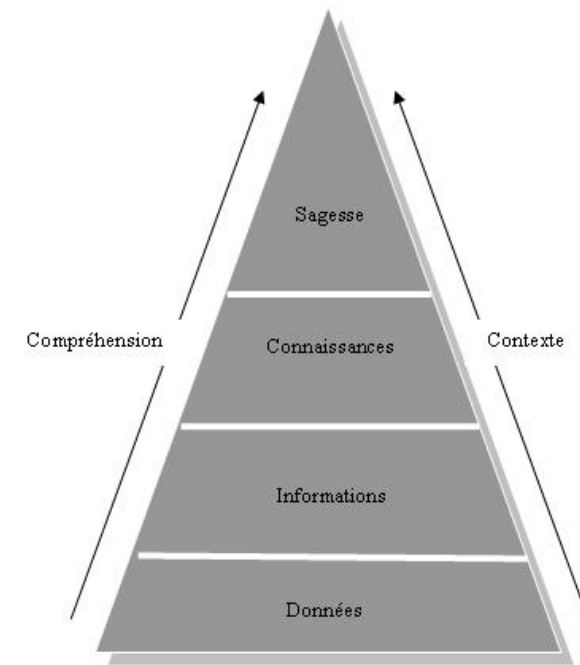 Sagesse
Compréhension
Connaissances
Contexte
Informations
Données